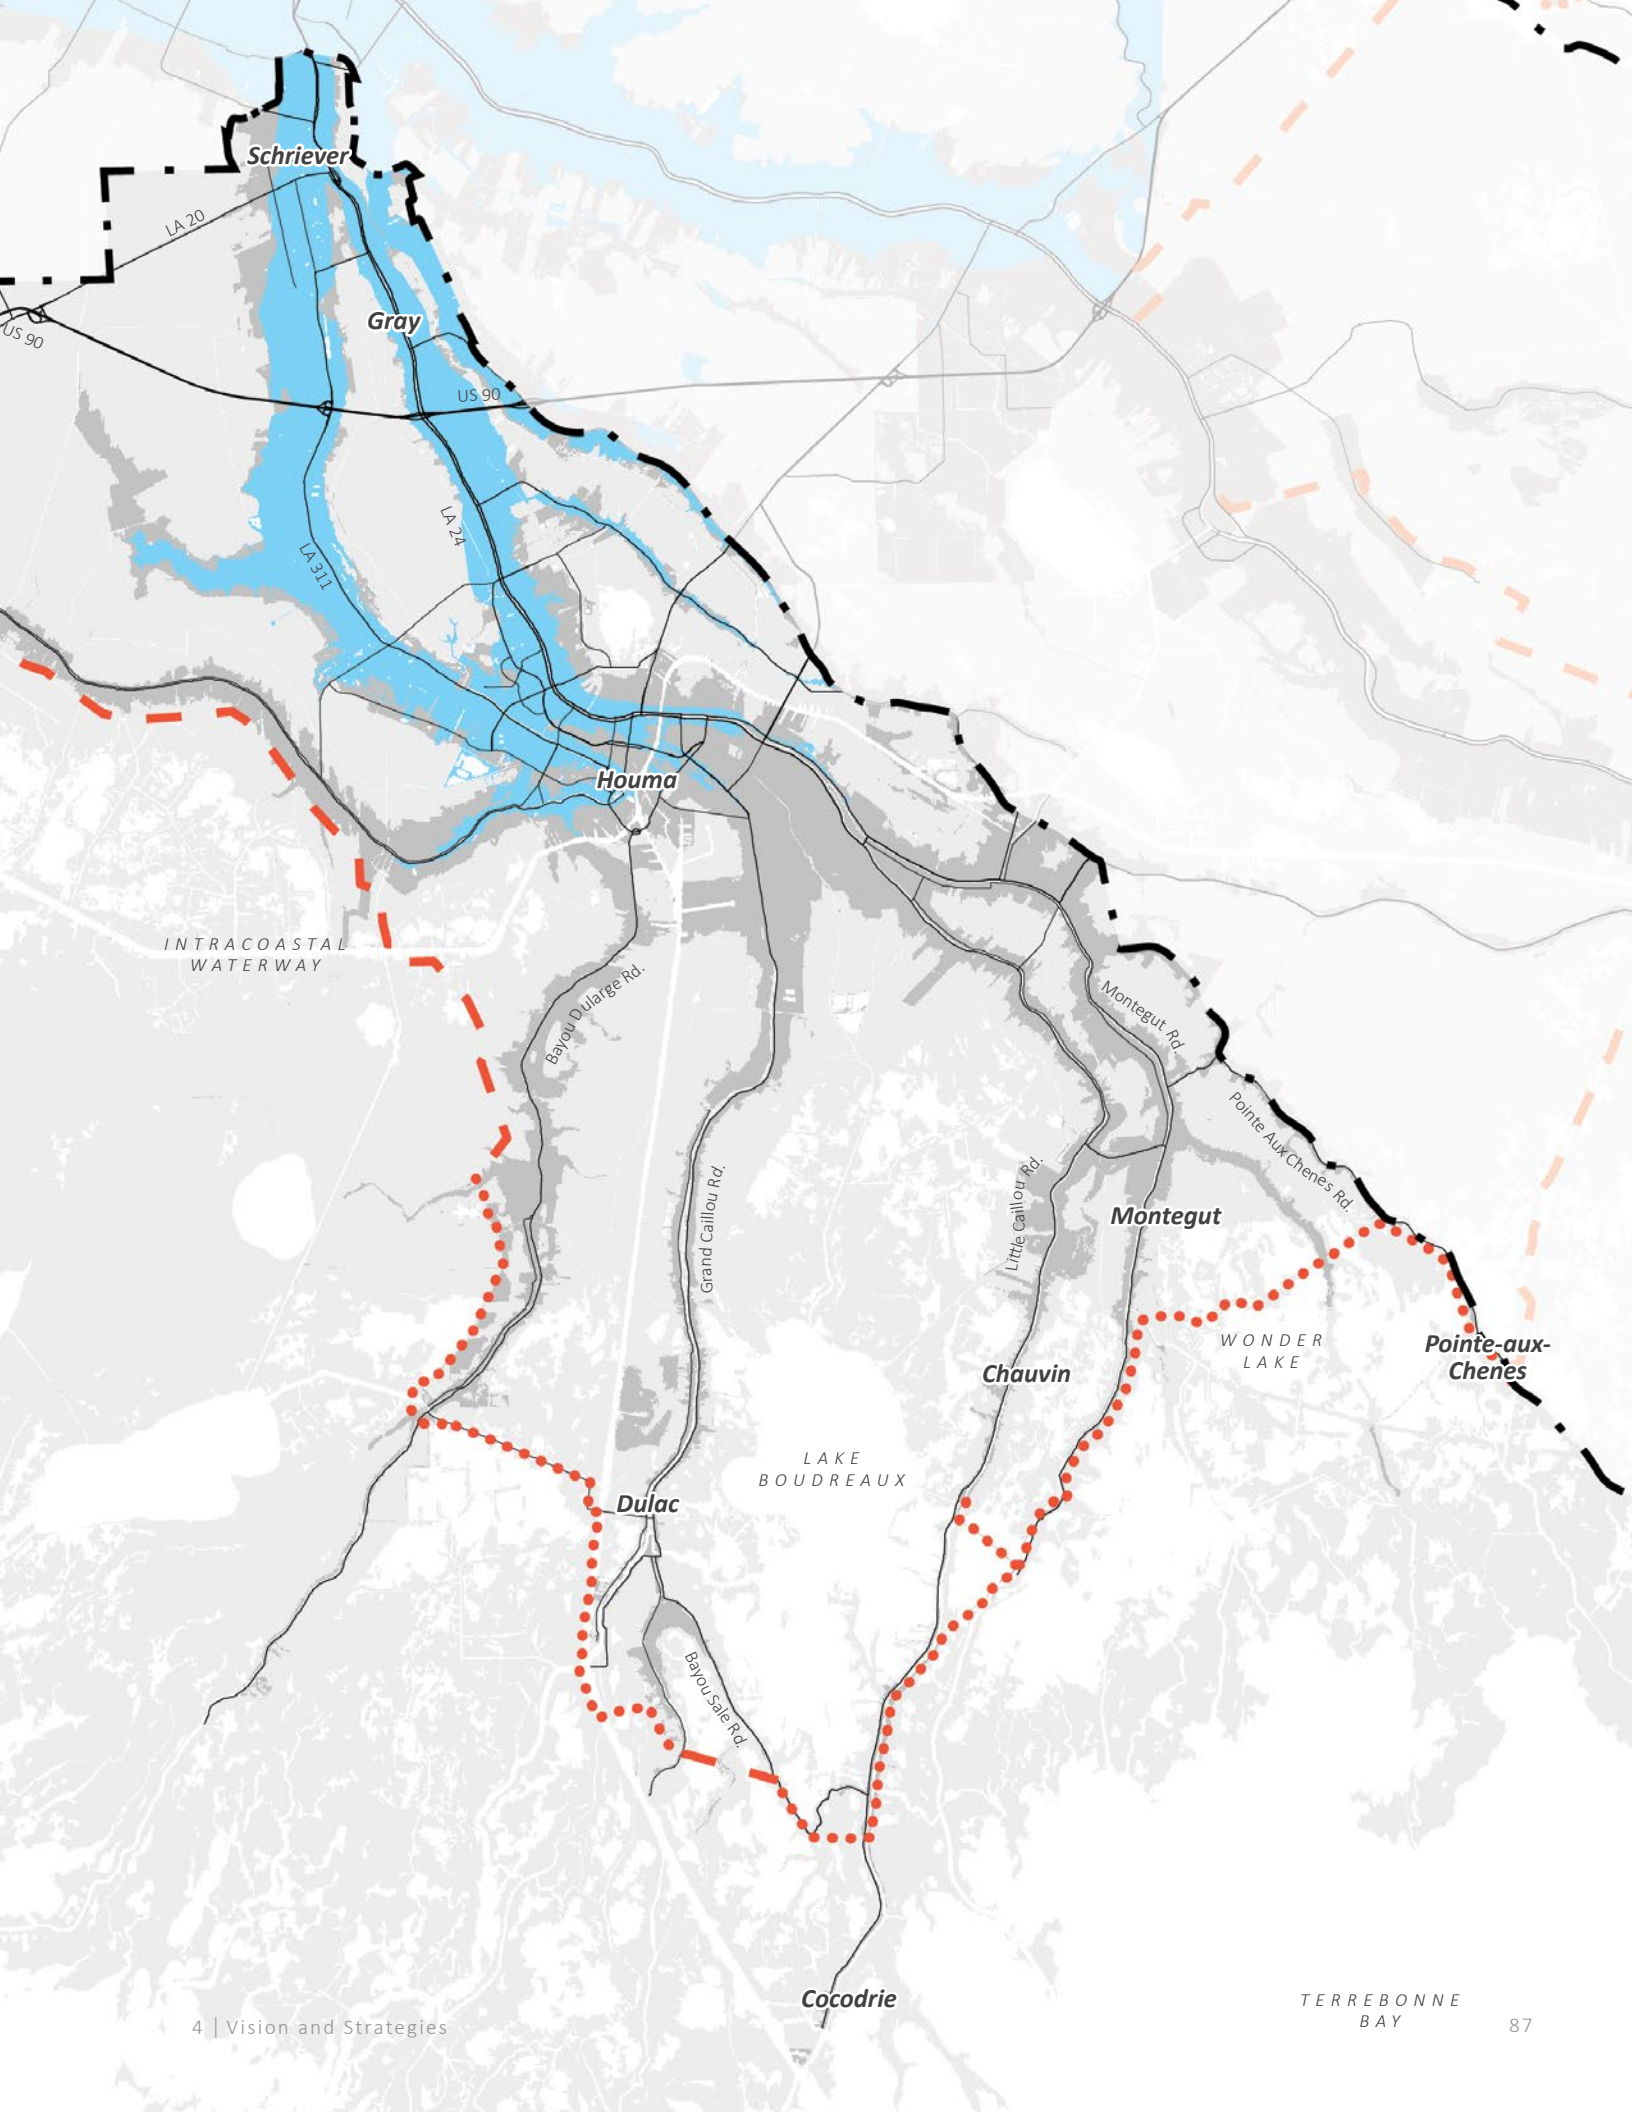 Schriever
LA 20
Gray
US 90
US 90
LA 24
LA 311
Houma
INTRACOASTAL
WATERWAY
Bayou Dularge Rd.
Montegut Rd.
Pointe Aux Chenes Rd.
Grand Caillou Rd.
Little Caillou Rd.
Montegut
WONDER
LAKE
Pointe-aux-
Chenes
Chauvin
LAKE
BOUDREAUX
Dulac
Bayou Sale Rd.
Cocodrie
TERREBONNE
BAY
4 | Vision and Strategies
87